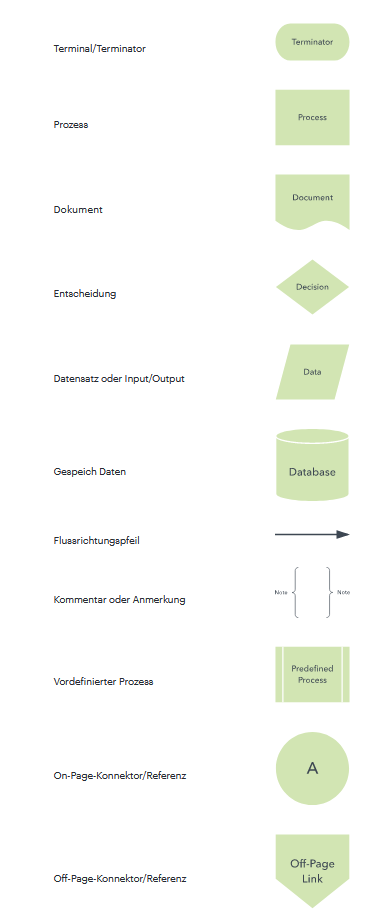 Terminal/Terminator
Terminator
Prozess
Process
Dokument
Document
Entscheidung
Decision
Datensatz oder Input/Output
Data
Gespeich Daten
Database
Flussrichtungspfeil
Kommentar oder Anmerkung
Note
Note
Vordefinierter Prozess
Predefined
Process
On-Page-Konnektor/Referenz
A
Off-Page-Konnektor/Referenz
Off-Page
Link